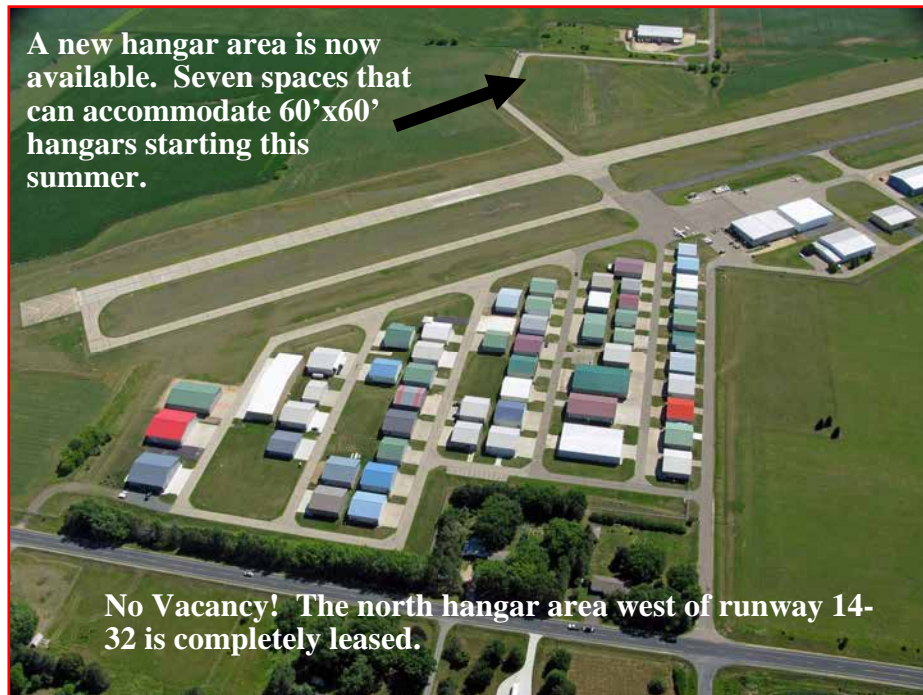 A new hangar area is now
available.  Seven spaces that
can accommodate 60’x60’
hangars starting this
summer.
No Vacancy!  The north hangar area west of runway 14-
32 is completely leased.